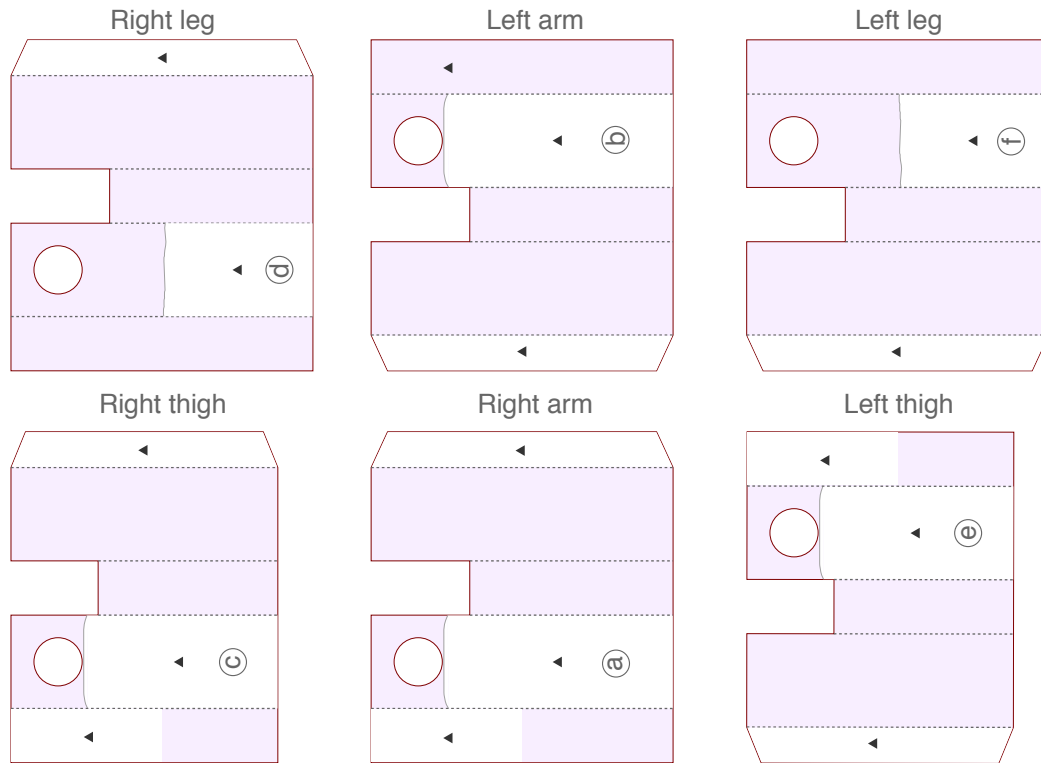 Right leg
Left arm
Left leg
b
f
d
Right thigh
Right arm
Left thigh
e
c
a